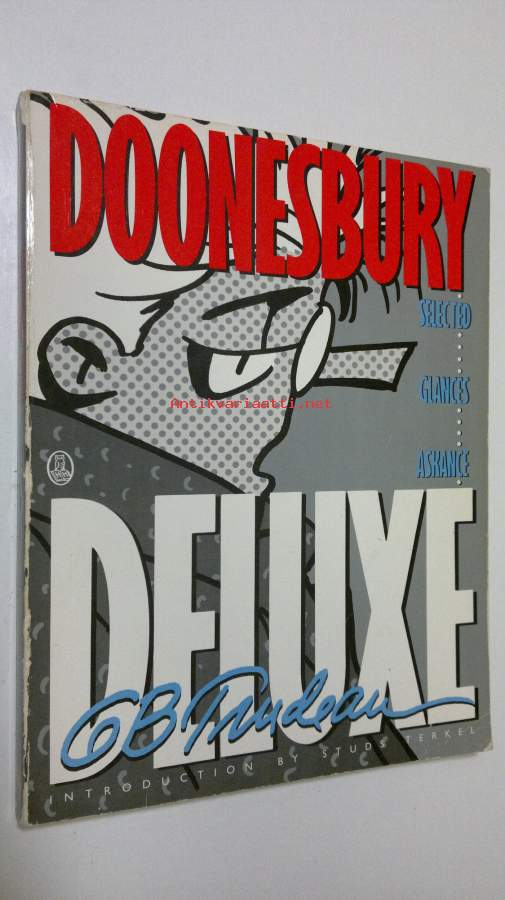 DOONESBURY
SELECTED
GLANCES
ASKANCE
Antikvariaatti.net
DELUXE
GB Trudeau
INTRODUCTION BY STUDS TERKEL